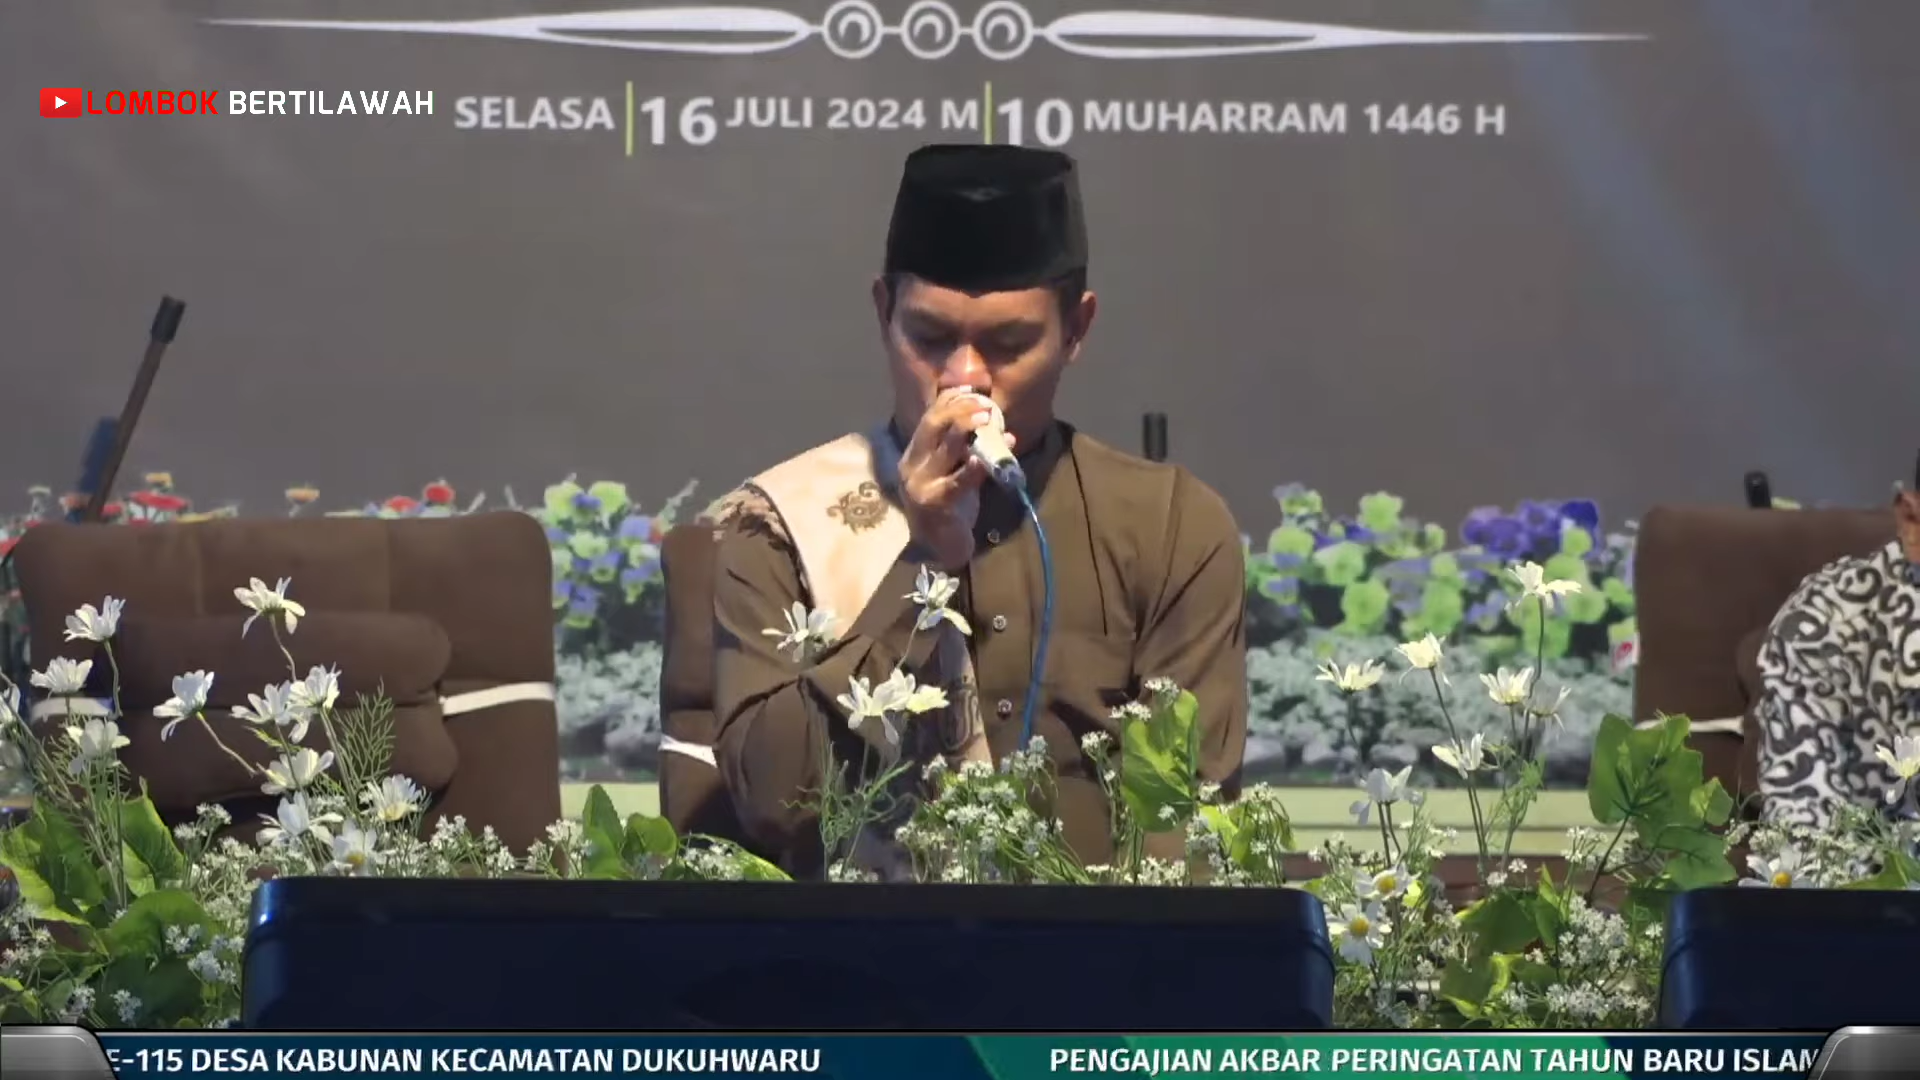 LOMBOK BERTILAWAH
SELASA 16 JULI 2024 M 10 MUHARRAM 1446 H
E-115 DESA KABUNAN KECAMATAN DUKUHWARU
PENGAJIAN AKBAR PERINGATAN TAHUN BARU ISLAM